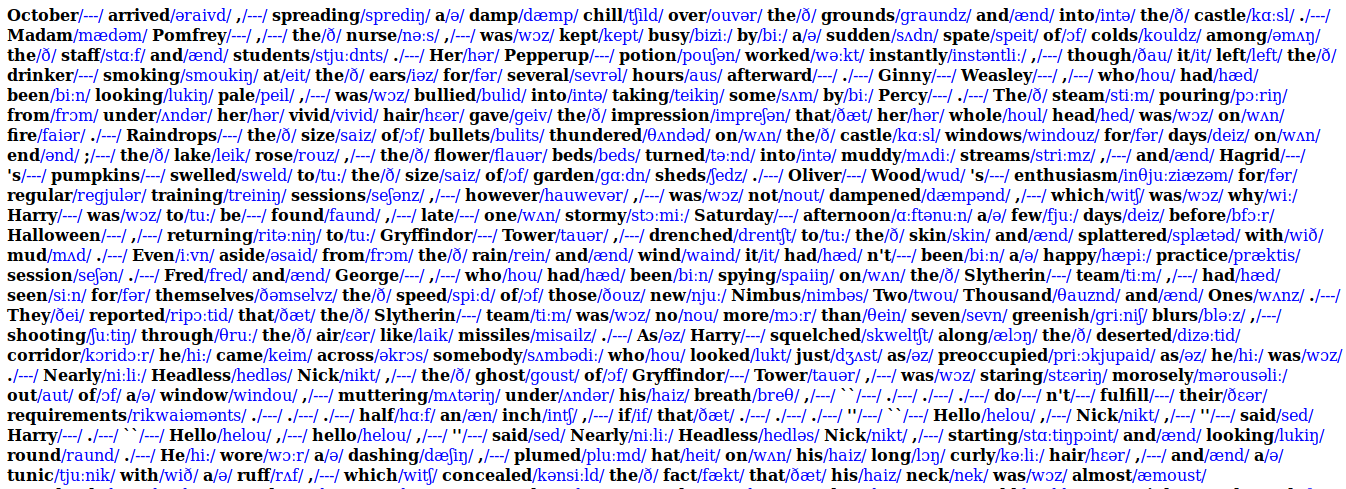 October/---/ arrived/əraivd/ ,/---/ spreading/sprediŋ/ a/ə/ damp/dæmp/ chill/tʃild/ over/ouvər/ the/ð/ grounds/graundz/ and/ænd/ into/intə/ the/ð/ castle/kɑ:sl/ ./---/
Madam/mædəm/ Pomfrey/---/ ,/---/ the/ð/ nurse/nə:s/ ,/---/ was/wɔz/ kept/kept/ busy/bizi:/ by/bi:/ a/ə/ sudden/sʌdn/ spate/speit/ of/ɔf/ colds/kouldz/ among/əmʌŋ/
the/ð/ staff/stɑ:f/ and/ænd/ students/stju:dnts/ ./---/ Her/hər/ Pepperup/---/ potion/pouʃən/ worked/wə:kt/ instantly/instəntli:/ ,/---/ though/ðau/ it/it/ left/left/ the/ð/
drinker/---/ smoking/smoukiŋ/ at/eit/ the/ð/ ears/iəz/ for/fər/ several/sevrəl/ hours/aus/ afterward/---/ ./---/ Ginny/---/ Weasley/---/ ,/---/ who/hou/ had/hæd/
been/bi:n/ looking/lukiŋ/ pale/peil/ ,/---/ was/wɔz/ bullied/bulid/ into/intə/ taking/teikiŋ/ some/sʌm/ by/bi:/ Percy/---/ ./---/ The/ð/ steam/sti:m/ pouring/pɔ:riŋ/
from/frɔm/ under/ʌndər/ her/hər/ vivid/vivid/ hair/hɛər/ gave/geiv/ the/ð/ impression/impreʃən/ that/ðæt/ her/hər/ whole/houl/ head/hed/ was/wɔz/ on/wʌn/
fire/faiər/ ./---/ Raindrops/---/ the/ð/ size/saiz/ of/ɔf/ bullets/bulits/ thundered/θʌndəd/ on/wʌn/ the/ð/ castle/kɑ:sl/ windows/windouz/ for/fər/ days/deiz/ on/wʌn/
end/ənd/ ;/---/ the/ð/ lake/leik/ rose/rouz/ ,/---/ the/ð/ flower/flauər/ beds/beds/ turned/tə:nd/ into/intə/ muddy/mʌdi:/ streams/stri:mz/ ,/---/ and/ænd/ Hagrid/---/
's/---/ pumpkins/---/ swelled/sweld/ to/tu:/ the/ð/ size/saiz/ of/ɔf/ garden/gɑ:dn/ sheds/ʃedz/ ./---/ Oliver/---/ Wood/wud/ 's/---/ enthusiasm/inθju:ziæzəm/ for/fər/
regular/regjulər/ training/treiniŋ/ sessions/seʃənz/ ,/---/ however/hauwevər/ ,/---/ was/wɔz/ not/nout/ dampened/dæmpənd/ ,/---/ which/witʃ/ was/wɔz/ why/wi:/
Harry/---/ was/wɔz/ to/tu:/ be/---/ found/faund/ ,/---/ late/---/ one/wʌn/ stormy/stɔ:mi:/ Saturday/---/ afternoon/ɑ:ftənu:n/ a/ə/ few/fju:/ days/deiz/ before/bfɔ:r/
Halloween/---/ ,/---/ returning/ritə:niŋ/ to/tu:/ Gryffindor/---/ Tower/tauər/ ,/---/ drenched/drentʃt/ to/tu:/ the/ð/ skin/skin/ and/ænd/ splattered/splætəd/ with/wið/
mud/mʌd/ ./---/ Even/i:vn/ aside/əsaid/ from/frɔm/ the/ð/ rain/rein/ and/ænd/ wind/waind/ it/it/ had/hæd/ n't/---/ been/bi:n/ a/ə/ happy/hæpi:/ practice/præktis/
session/seʃən/ ./---/ Fred/fred/ and/ænd/ George/---/ ,/---/ who/hou/ had/hæd/ been/bi:n/ spying/spaiiŋ/ on/wʌn/ the/ð/ Slytherin/---/ team/ti:m/ ,/---/ had/hæd/
seen/si:n/ for/fər/ themselves/ðəmselvz/ the/ð/ speed/spi:d/ of/ɔf/ those/ðouz/ new/nju:/ Nimbus/nimbəs/ Two/twou/ Thousand/θauznd/ and/ænd/ Ones/wʌnz/ ./---/
They/ðei/ reported/ripɔ:tid/ that/ðæt/ the/ð/ Slytherin/---/ team/ti:m/ was/wɔz/ no/nou/ more/mɔ:r/ than/θein/ seven/sevn/ greenish/gri:niʃ/ blurs/blə:z/ ,/---/
shooting/ʃu:tiŋ/ through/θru:/ the/ð/ air/ɛər/ like/laik/ missiles/misailz/ ./---/ As/əz/ Harry/---/ squelched/skweltʃt/ along/ælɔŋ/ the/ð/ deserted/dizə:tid/
corridor/kɔridɔ:r/ he/hi:/ came/keim/ across/əkrɔs/ somebody/sʌmbədi:/ who/hou/ looked/lukt/ just/dʒʌst/ as/əz/ preoccupied/pri:ɔkjupaid/ as/əz/ he/hi:/ was/wɔz/
./---/ Nearly/ni:li:/ Headless/hedləs/ Nick/nikt/ ,/---/ the/ð/ ghost/goust/ of/ɔf/ Gryffindor/---/ Tower/tauər/ ,/---/ was/wɔz/ staring/stɛəriŋ/ morosely/mərousəli:/
out/aut/ of/ɔf/ a/ə/ window/windou/ ,/---/ muttering/mʌtəriŋ/ under/ʌndər/ his/haiz/ breath/breθ/ ,/---/ ``/---/ ./---/ ./---/ ./---/ do/---/ n't/---/ fulfill/---/ their/ðɛər/
requirements/rikwaiəmənts/ ./---/ ./---/ ./---/ half/hɑ:f/ an/æn/ inch/intʃ/ ,/---/ if/if/ that/ðæt/ ./---/ ./---/ ./---/ ''/---/ ``/---/ Hello/helou/ ,/---/ Nick/nikt/ ,/---/ ''/---/ said/sed/
Harry/---/ ./---/ ``/---/ Hello/helou/ ,/---/ hello/helou/ ,/---/ ''/---/ said/sed/ Nearly/ni:li:/ Headless/hedləs/ Nick/nikt/ ,/---/ starting/stɑ:tiŋpɔint/ and/ænd/ looking/lukiŋ/
round/raund/ ./---/ He/hi:/ wore/wɔ:r/ a/ə/ dashing/dæʃiŋ/ ,/---/ plumed/plu:md/ hat/heit/ on/wʌn/ his/haiz/ long/lɔŋ/ curly/kə:li:/ hair/hɛər/ ,/---/ and/ænd/ a/ə/
tunic/tju:nik/ with/wið/ a/ə/ ruff/rʌf/ ,/---/ which/witʃ/ concealed/kənsi:ld/ the/ð/ fact/fækt/ that/ðæt/ his/haiz/ neck/nek/ was/wɔz/ almost/æmoust/